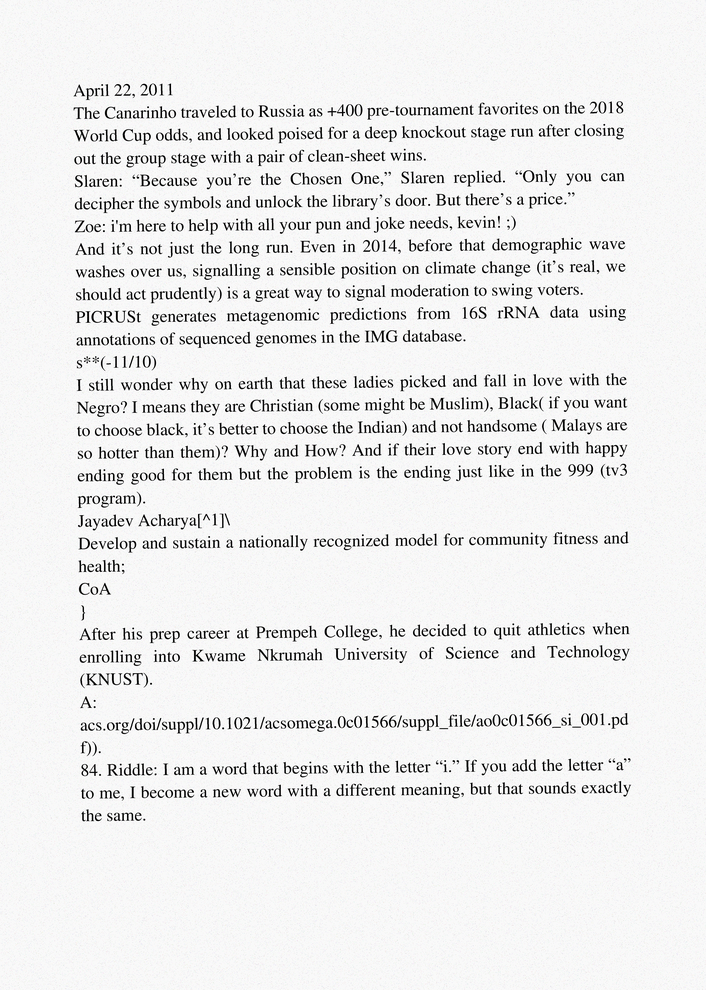 April 22, 2011
The Canarinho traveled to Russia as +400 pre-tournament favorites on the 2018
World Cup odds, and looked poised for a deep knockout stage run after closing
out the group stage with a pair of clean-sheet wins.
Slaren: “Because you’re the Chosen One,” Slaren replied. “Only you can
decipher the symbols and unlock the library’s door. But there’s a price.”
Zoe: i'm here to help with all your pun and joke needs, kevin! ;)
And it’s not just the long run. Even in 2014, before that demographic wave
washes over us, signalling a sensible position on climate change (it’s real, we
should act prudently) is a great way to signal moderation to swing voters.
PICRUSt generates metagenomic predictions from 16S rRNA data using
annotations of sequenced genomes in the IMG database.
s**(-11/10)
I still wonder why on earth that these ladies picked and fall in love with the
Negro? I means they are Christian (some might be Muslim), Black( if you want
to choose black, it’s better to choose the Indian) and not handsome ( Malays are
so hotter than them)? Why and How? And if their love story end with happy
ending good for them but the problem is the ending just like in the 999 (tv3
program).
Jayadev Acharya[^1]\
Develop and sustain a nationally recognized model for community fitness and
health;
CoA
}
After his prep career at Prempeh College, he decided to quit athletics when
enrolling into Kwame Nkrumah University of Science and Technology
(KNUST).
A:
acs.org/doi/suppl/10.1021/acsomega.0c01566/suppl_file/ao0c01566_si_001.pd
f)).
84. Riddle: I am a word that begins with the letter “i.” If you add the letter “a”
to me, I become a new word with a different meaning, but that sounds exactly
the same.